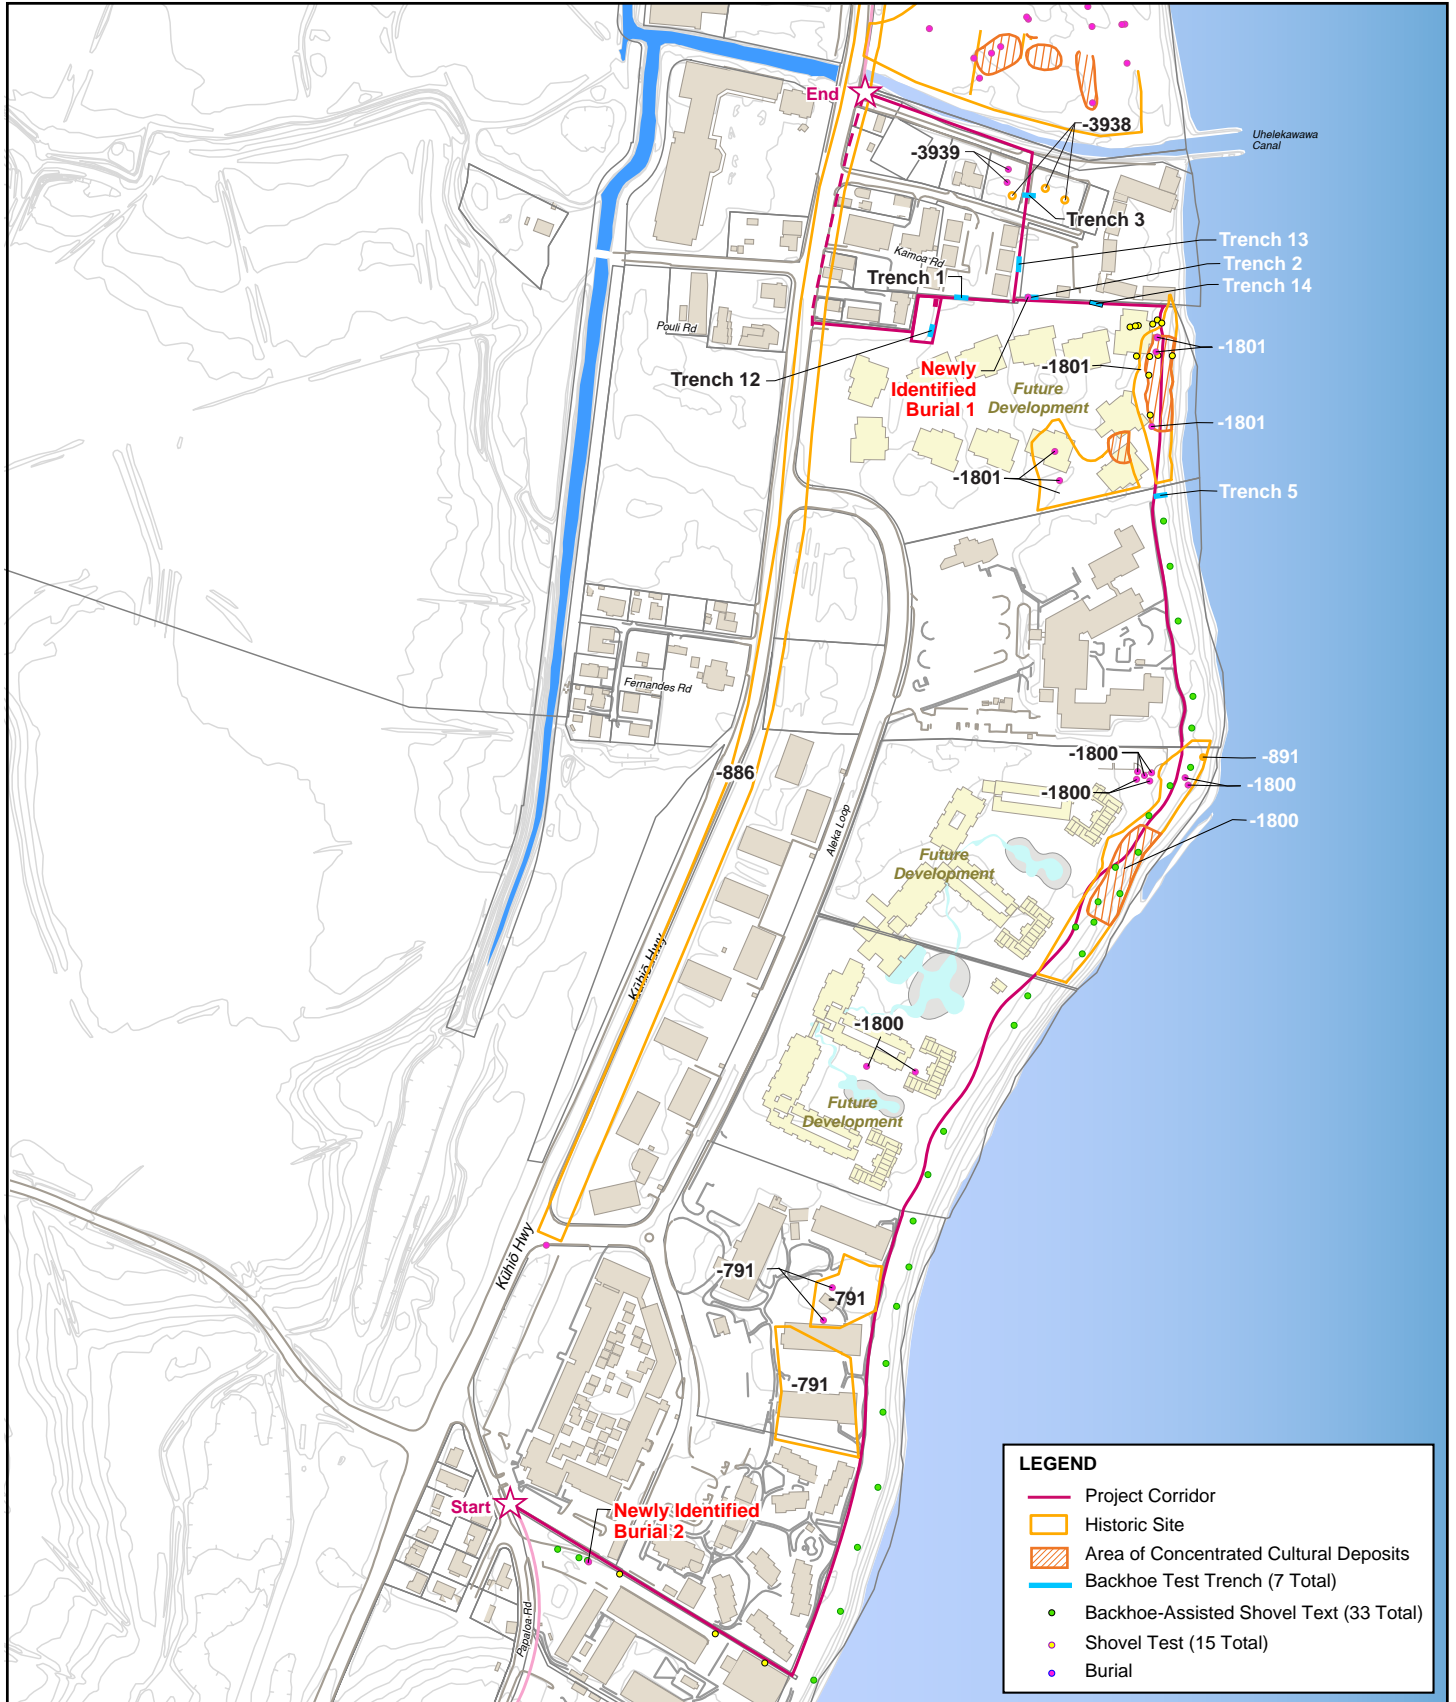 End
-3938
Uhelekawawa
Canal
-3939
Trench 3
Trench 13
Kamoa Rd
Trench 2
Trench 1
Trench 14
Pouli Rd
-1801
Trench 12
Newly
Identified
Burial 1
-1801
Future
Development
-1801
-1801
Trench 5
Fernandes Rd
-1800
-891
-886
-1800
-1800
-1800
Aleka Loop
Future
Development
Kūhiō Hwy
-1800
Future
Development
Kūhiō Hwy
-791
-791
-791
Start
Newly Identified
Burial 2
Papaloa Rd
LEGEND
Project Corridor
Historic Site
Area of Concentrated Cultural Deposits
Backhoe Test Trench (7 Total)
Backhoe-Assisted Shovel Text (33 Total)
Shovel Test (15 Total)
Burial